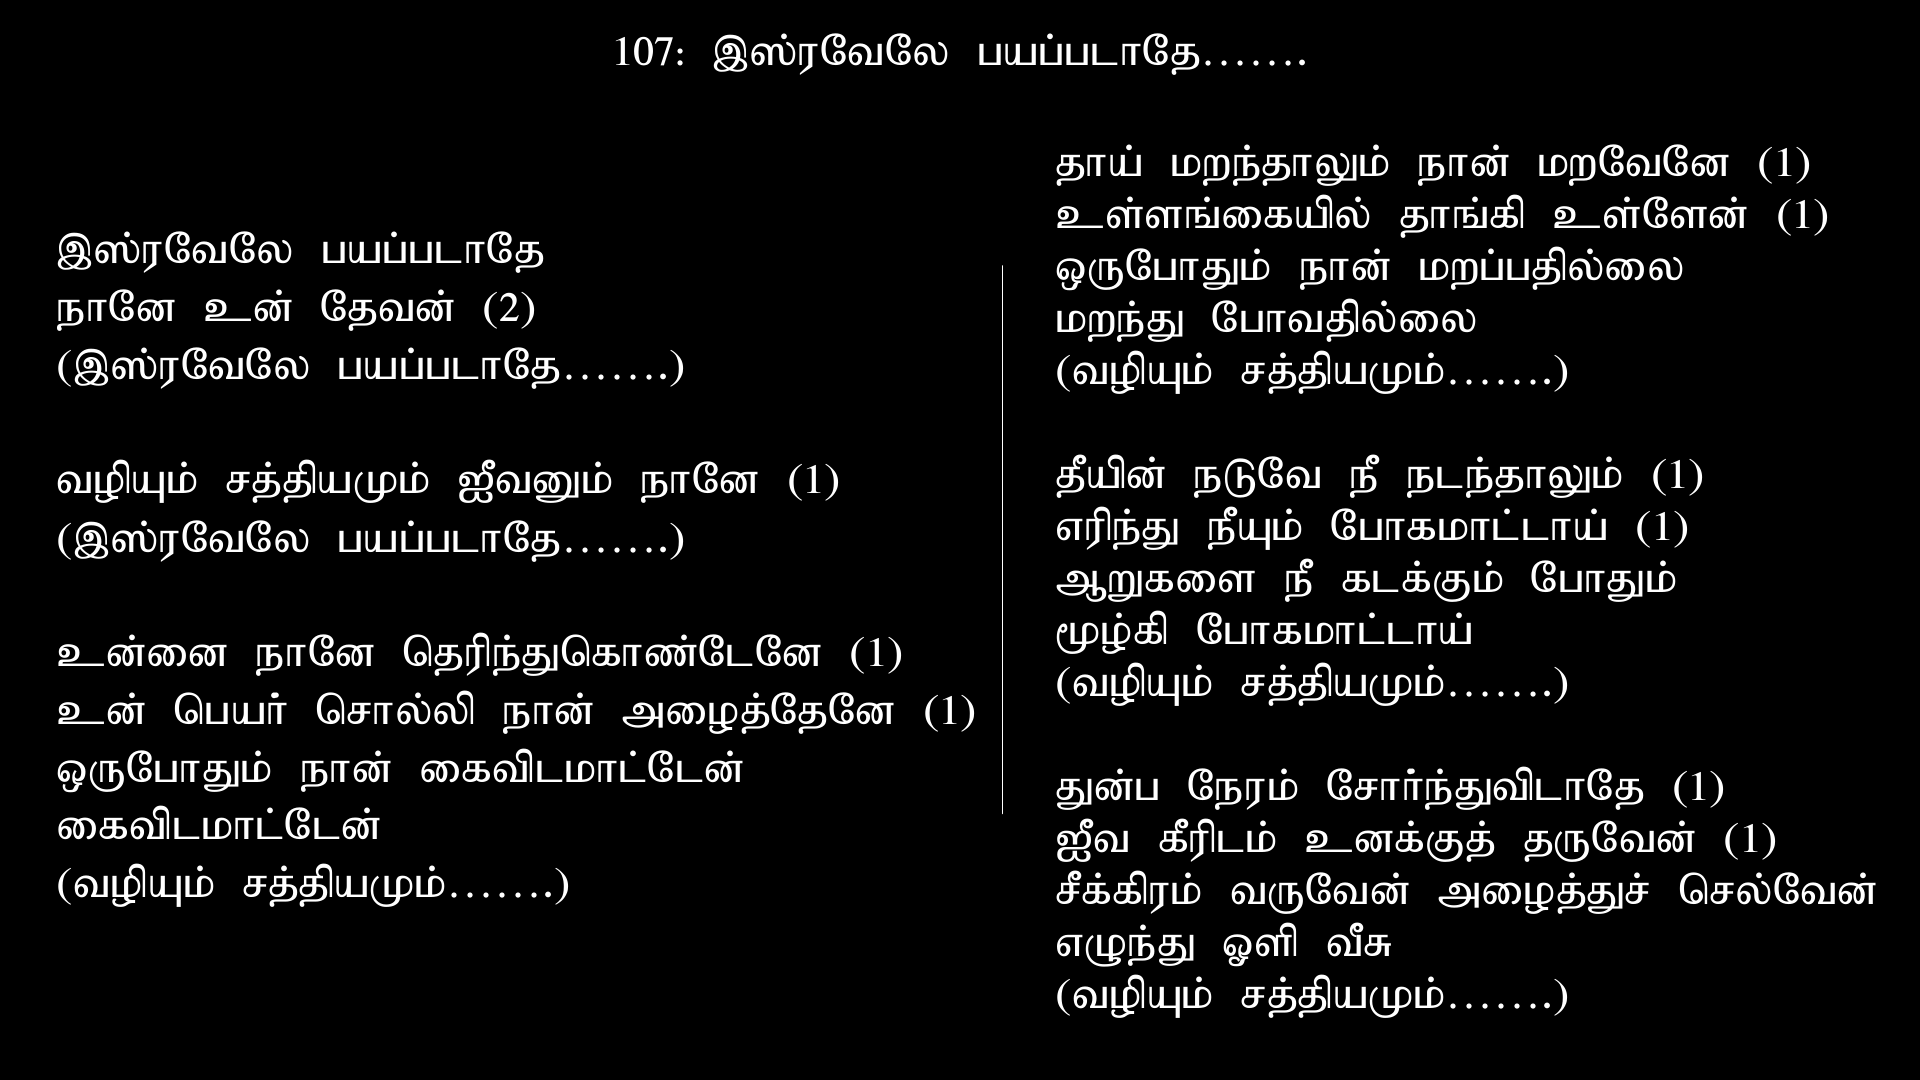 107: இஸ்ரவேலே பயப்படாதே.......
இஸ்ரவேலே பயப்படாதே
நானே உன் தேவன் (2)
(இஸ்ரவேலே பயப்படாதே.......)
வழியும் சத்தியமும் ஜீவனும் நானே (1)
(இஸ்ரவேலே பயப்படாதே.......)
உன்னை நானே தெரிந்துகொண்டேனே (1)
உன் பெயர் சொல்லி நான் அழைத்தேனே (1)
ஒருபோதும் நான் கைவிடமாட்டேன்
கைவிடமாட்டேன்
(வழியும் சத்தியமும்.......)
தாய் மறந்தாலும் நான் மறவேனே (1)
உள்ளங்கையில் தாங்கி உள்ளேன் (1)
ஒருபோதும் நான் மறப்பதில்லை
மறந்து போவதில்லை
(வழியும் சத்தியமும்.......)
தீயின் நடுவே நீ நடந்தாலும் (1)
எரிந்து நீயும் போகமாட்டாய் (1)
ஆறுகளை நீ கடக்கும் போதும்
மூழ்கி போகமாட்டாய்
(வழியும் சத்தியமும்.......)
துன்ப நேரம் சோர்ந்துவிடாதே (1)
ஜீவ கீரிடம் உனக்குத் தருவேன் (1)
சீக்கிரம் வருவேன் அழைத்துச் செல்வேன்
எழுந்து ஓளி வீசு
(வழியும் சத்தியமும்.......)